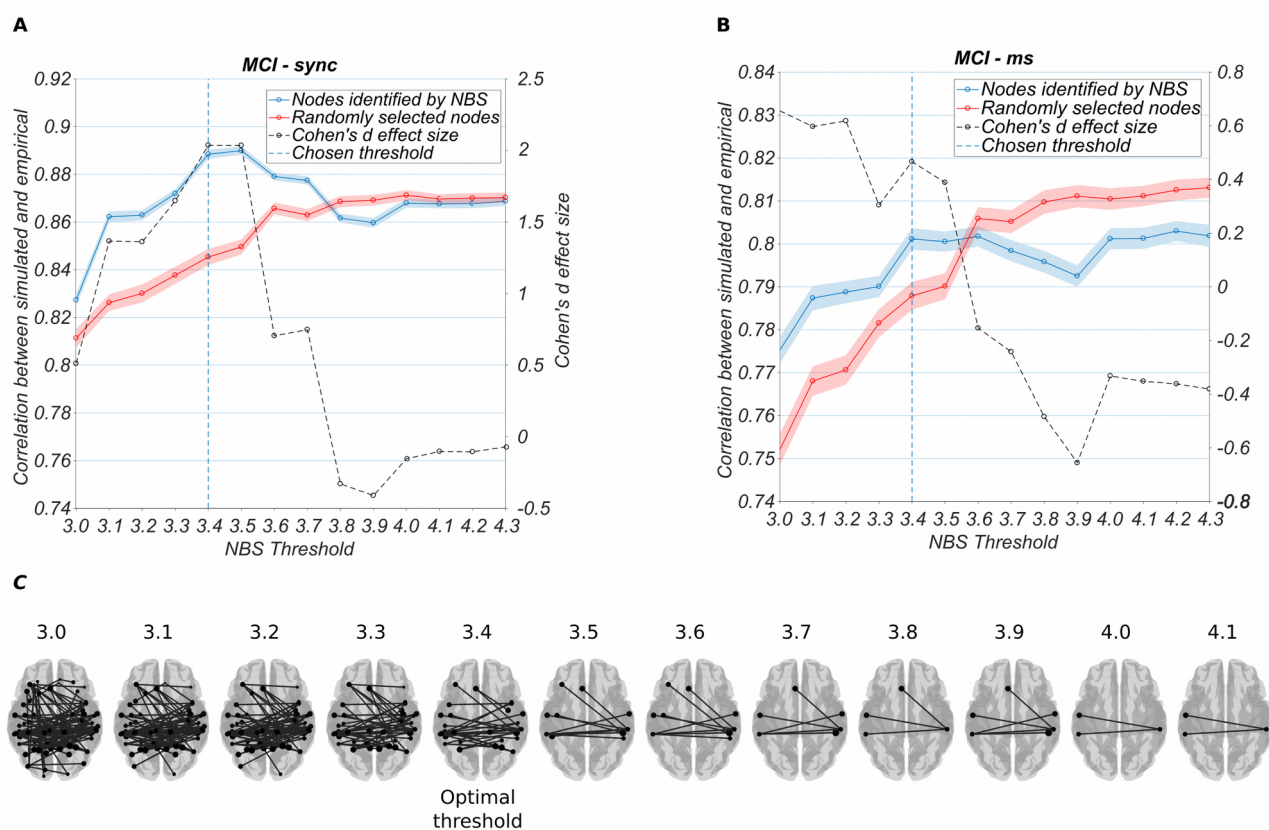 A
MCI - sync
Correlation between simulated and empirical
0.92
0.9
0.88
0.86
0.84
0.82
0.8
0.78
0.76
0.74
2.5
2
1.5
1
0.5
0
-0.5
Cohen's d effect size
Nodes identified by NBS
Randomly selected nodes
Cohen's d effect size
Chosen threshold
3.0 3.1 3.2 3.3 3.4 3.5 3.6 3.7 3.8 3.9 4.0 4.1 4.2 4.3
NBS Threshold
B
MCI - ms
Correlation between simulated and empirical
0.84
0.83
0.82
0.81
0.8
0.79
0.78
0.77
0.76
0.75
0.74
0.8
0.6
0.4
0.2
0
-0.2
-0.4
-0.6
-0.8
Nodes identified by NBS
Randomly selected nodes
Cohen's d effect size
Chosen threshold
3.0 3.1 3.2 3.3 3.4 3.5 3.6 3.7 3.8 3.9 4.0 4.1 4.2 4.3
NBS Threshold
C
3.0 3.1 3.2 3.3 3.4 3.5 3.6 3.7 3.8 3.9 4.0 4.1
Optimal
threshold